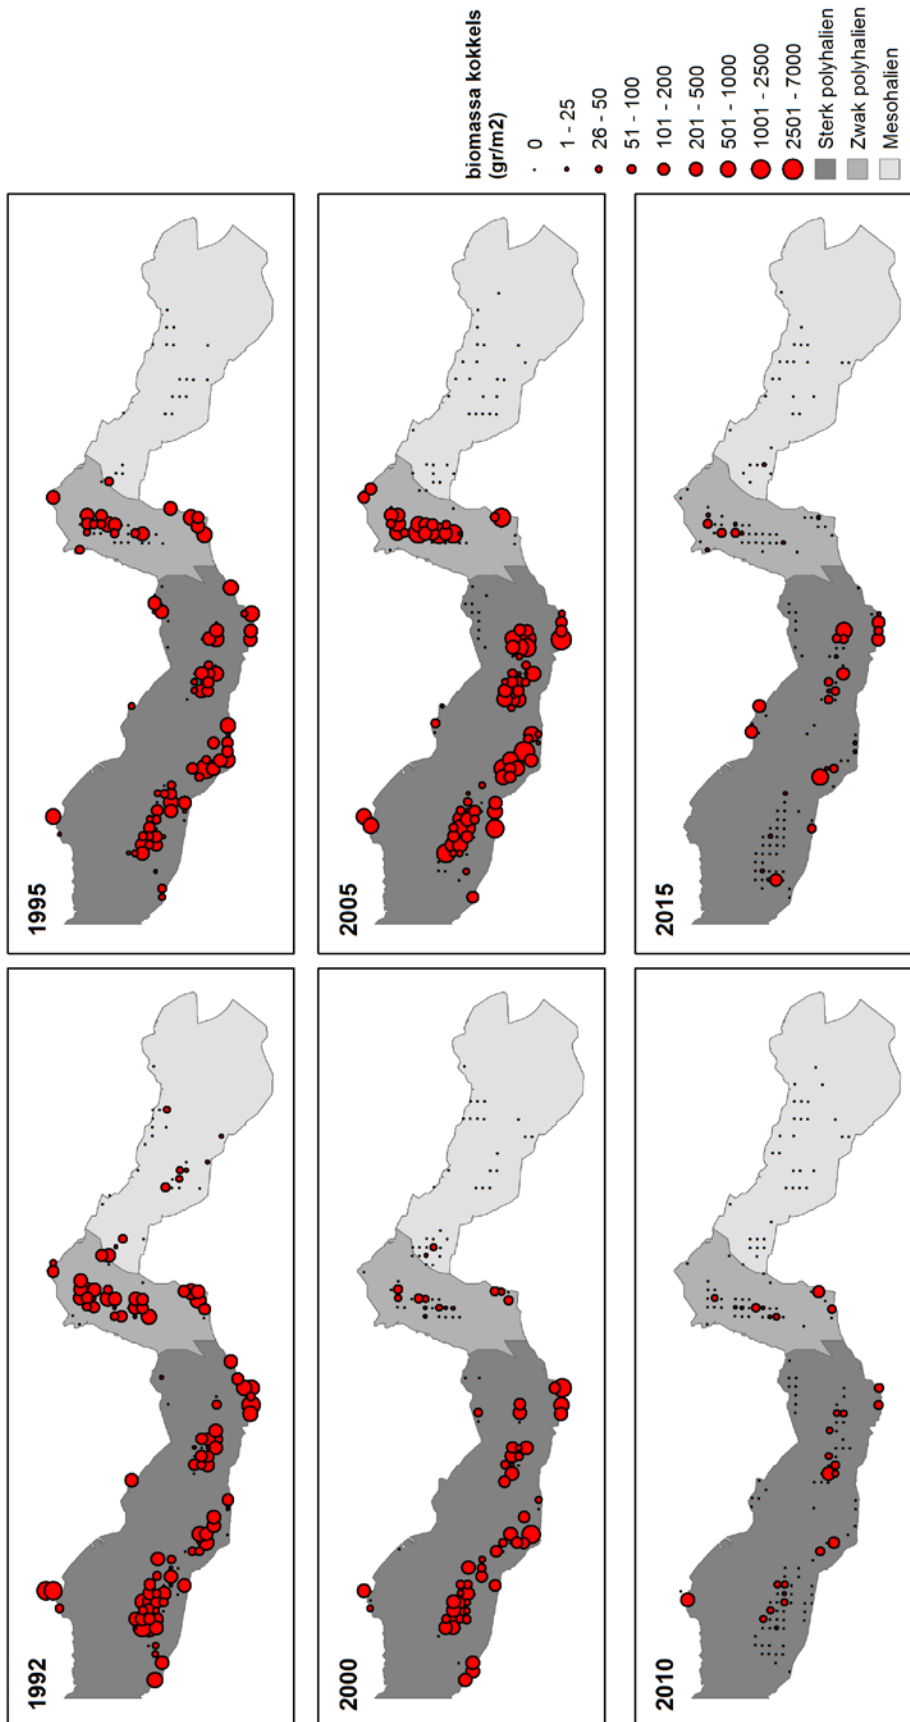 1992
1995
2000
2005
2010
2015
biomassa kokkels
(gr/m2)
0
1 - 25
26 - 50
51 - 100
101 - 200
201 - 500
501 - 1000
1001 - 2500
2501 - 7000
Sterk polyhalien
Zwak polyhalien
Mesohalien